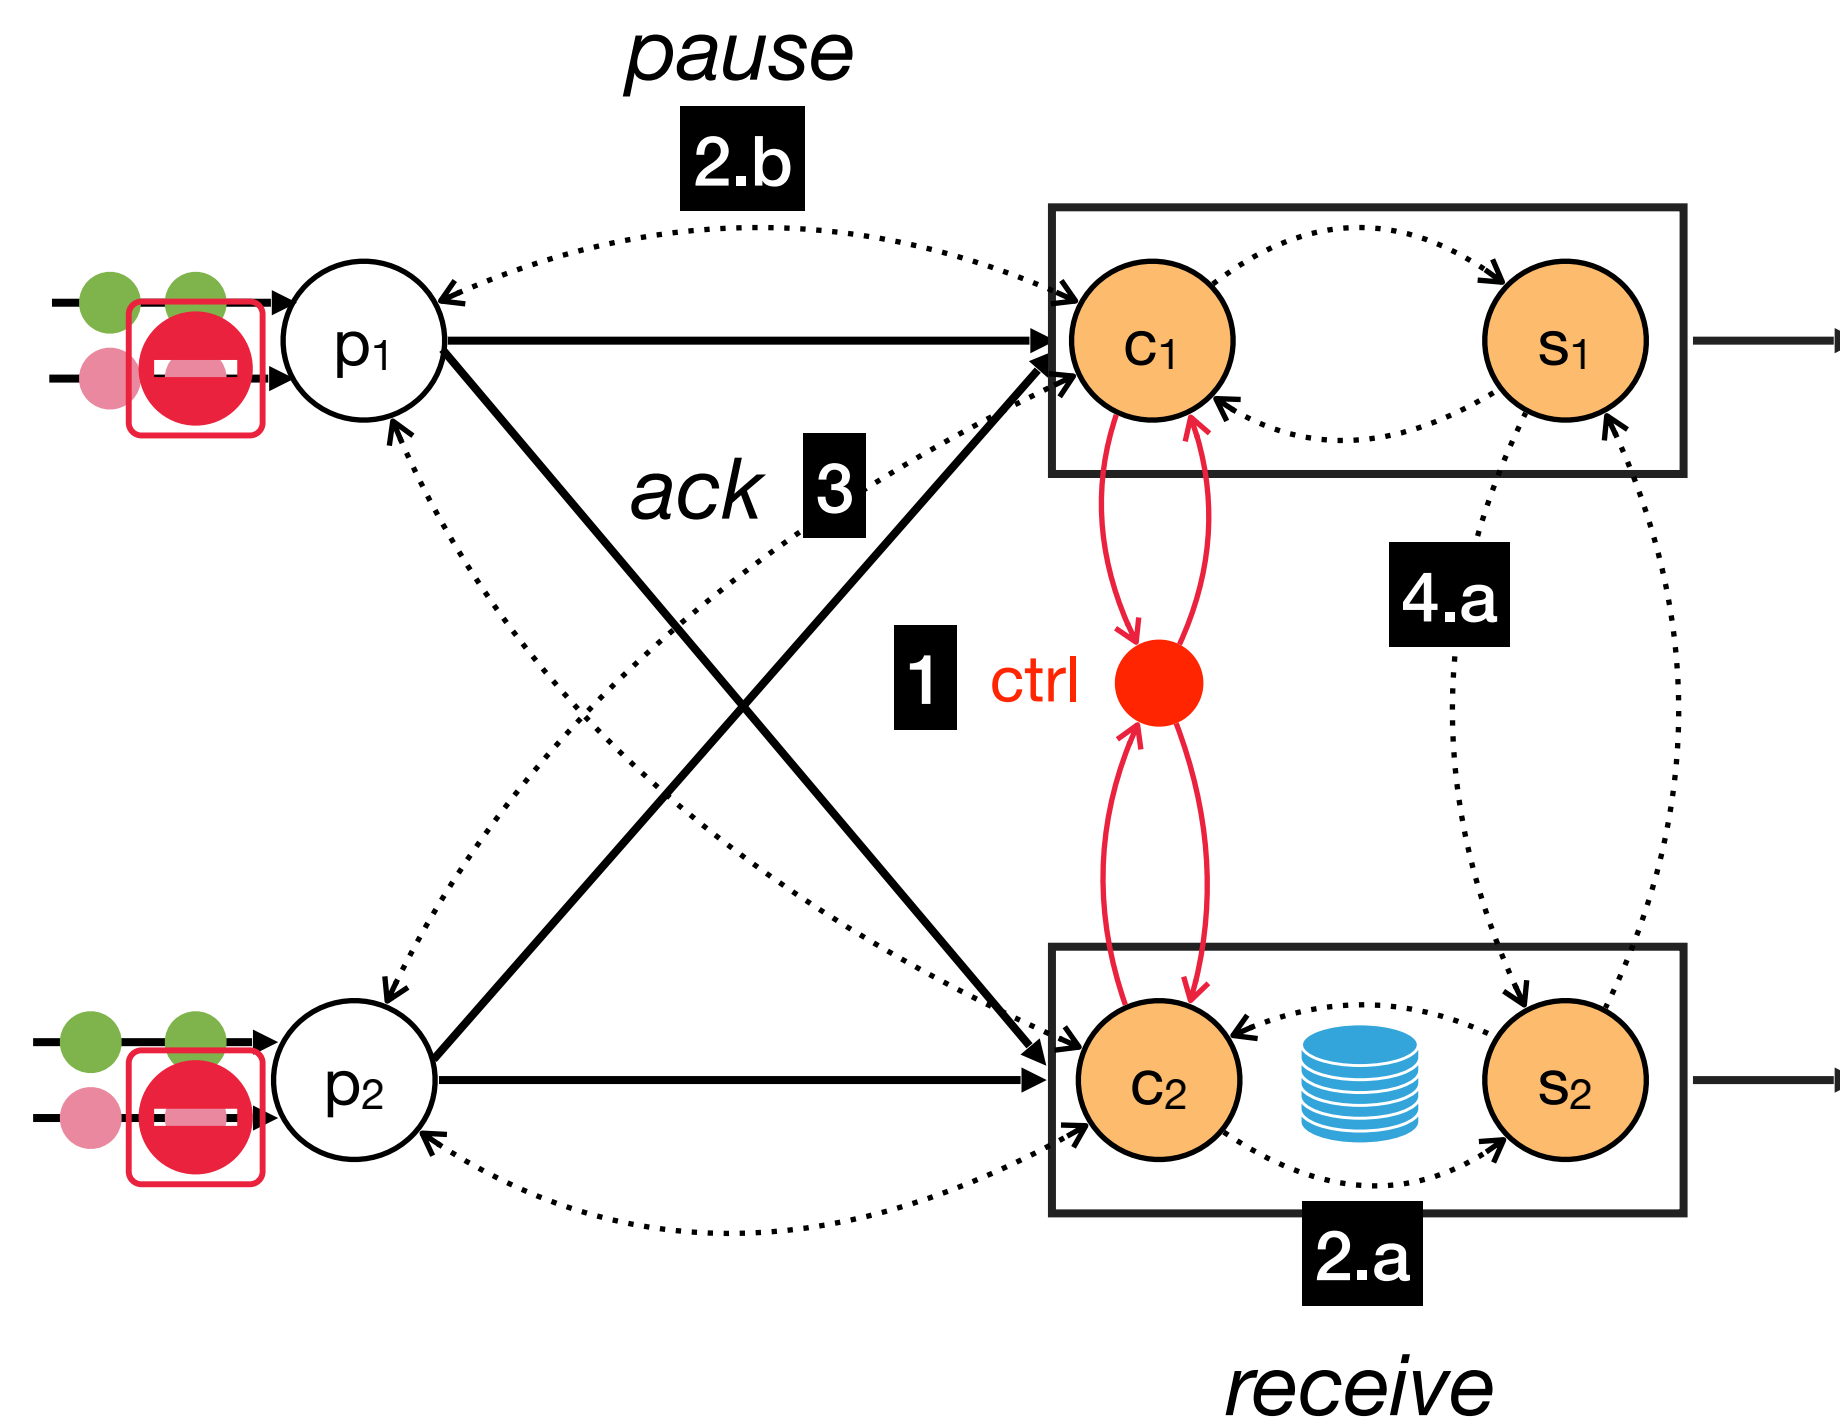 pause
2.b
p1
c1
s1
ack 3
4.a
1 ctrl
p2
c2
s2
2.a
receive